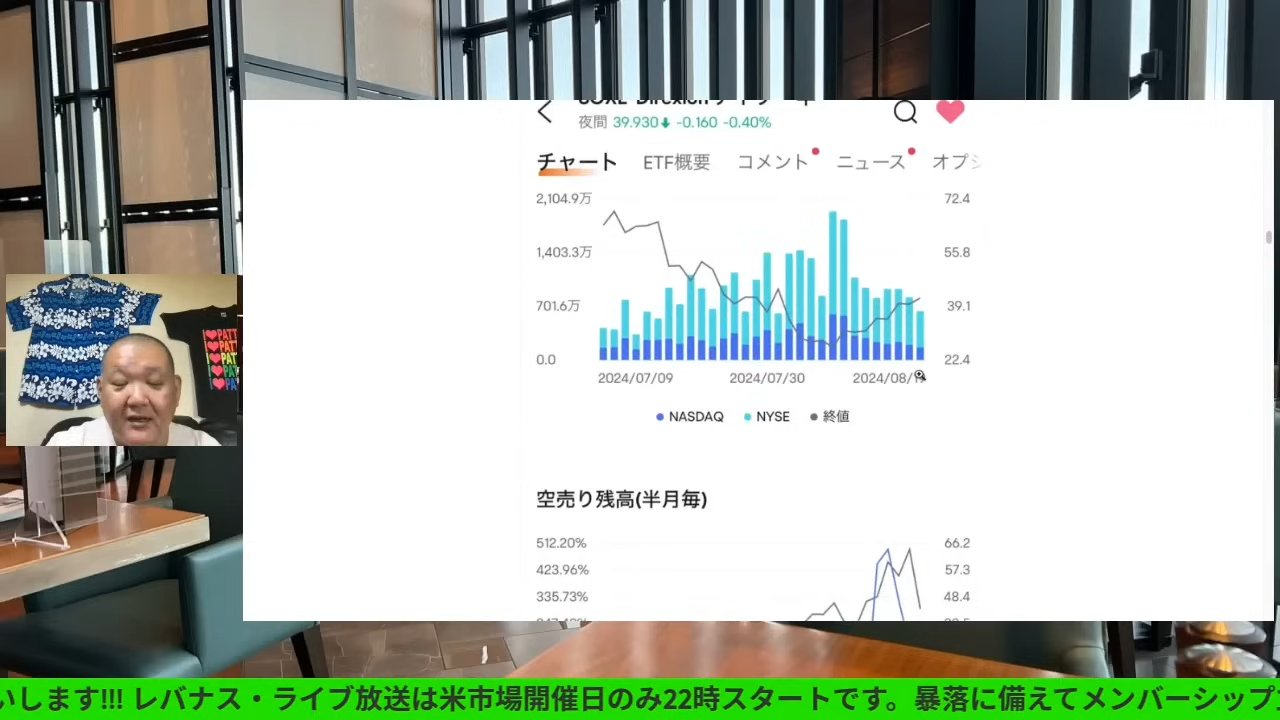 夜間 39.930 -0.160 -0.40%
チャート ETF概要 コメント ニュース オプ
2,104.9万 72.4
1,403.3万 55.8
701.6万 39.1
0.0 22.4
2024/07/09 2024/07/30 2024/08/
NASDAQ NYSE 終値
空売り残高(半月毎)
512.20% 66.2
423.96% 57.3
335.73% 48.4
PATT
PATT
PATT
PATT
PATT
いします!!! レバナス・ライブ放送は米市場開催日のみ22時スタートです。暴落に備えてメンバーシップ